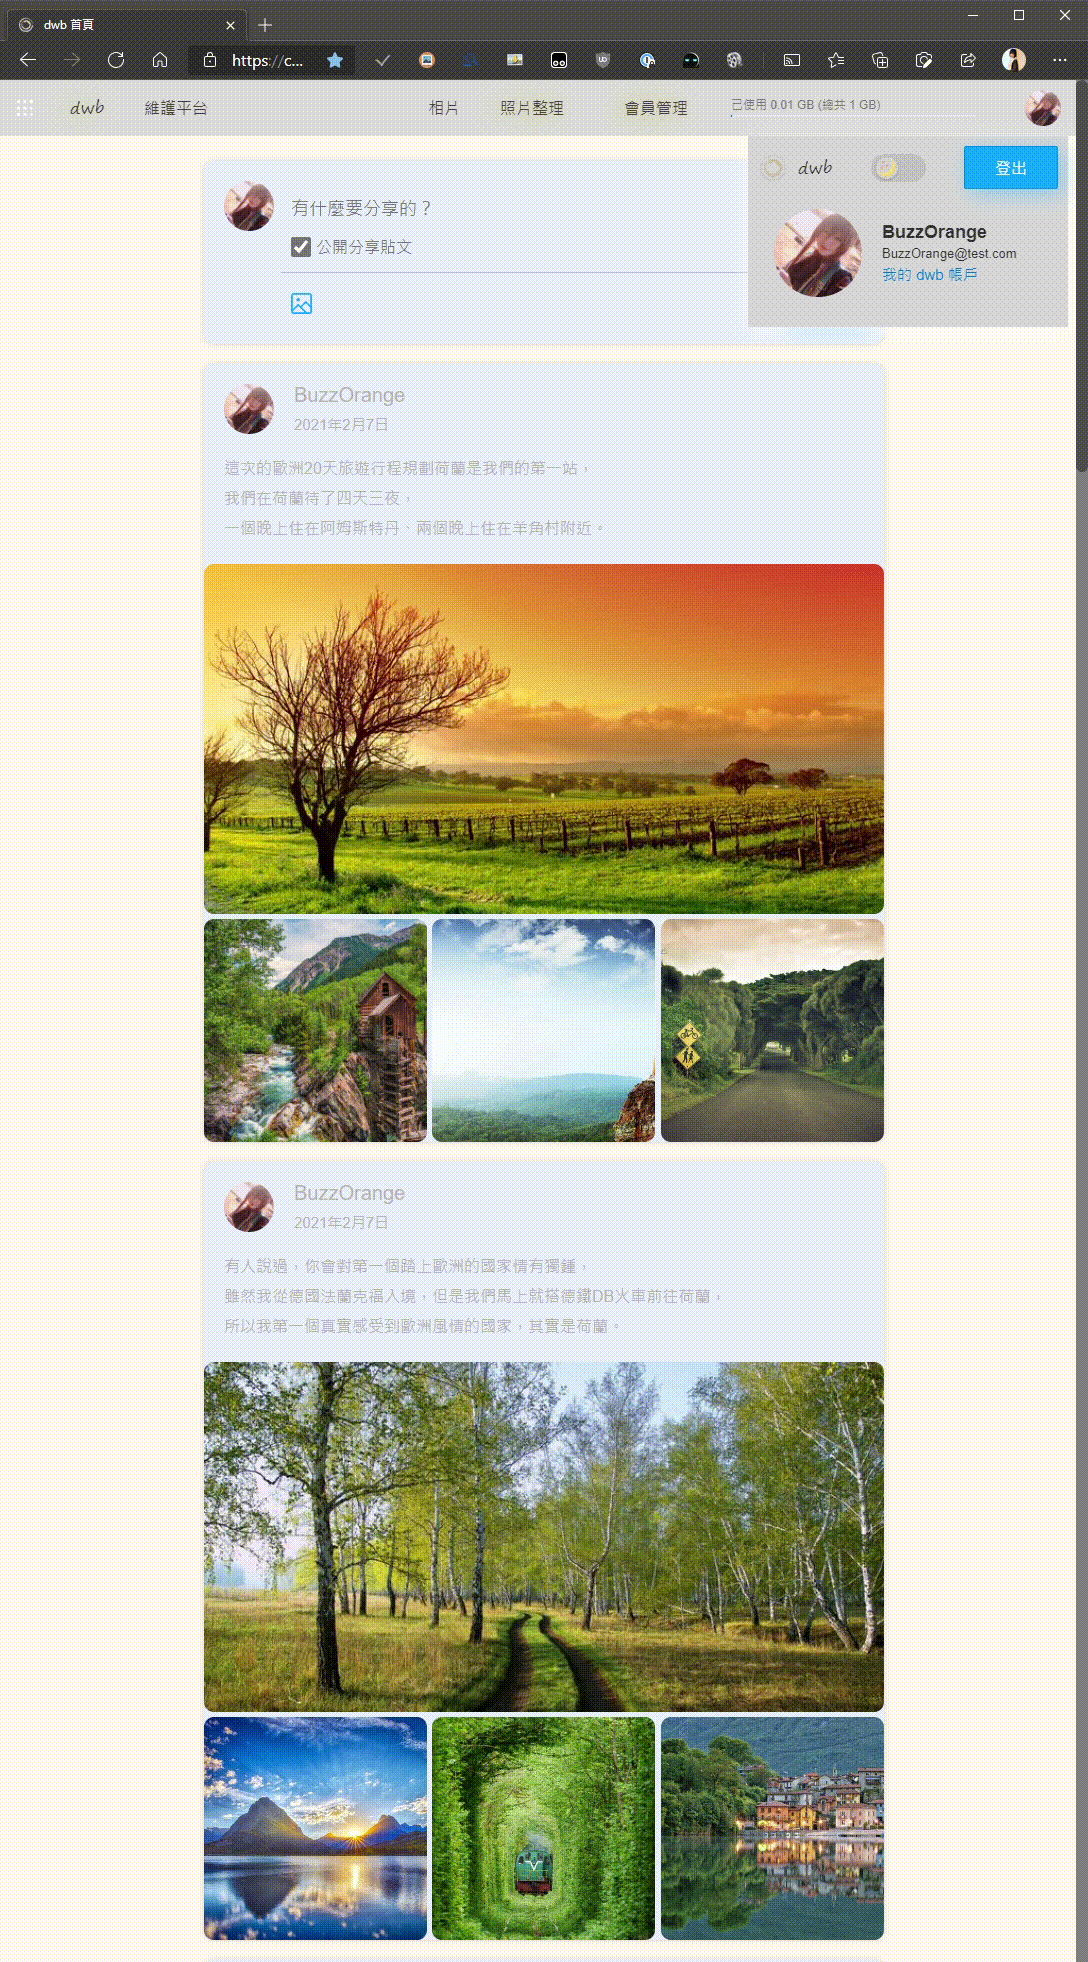 dwb 首頁
https://c...
dwb
維護平台
相片
照片整理
會員管理
已使用 0.01 GB (總共 1 GB)
dwb
登出
BuzzOrange
BuzzOrange@test.com
我的 dwb 帳戶
有什麼要分享的？
公開分享貼文
BuzzOrange
2021年2月7日
這次的歐洲20天旅遊行程規劃荷蘭是我們的第一站，
我們在荷蘭待了四天三夜，
一個晚上住在阿姆斯特丹、兩個晚上住在羊角村附近。
BuzzOrange
2021年2月7日
有人說過，你會對第一個踏上歐洲的國家情有獨鍾，
雖然我從德國法蘭克福入境，但是我們馬上就搭德鐵DB火車前往荷蘭，
所以我第一個真實感受到歐洲風情的國家，其實是荷蘭。